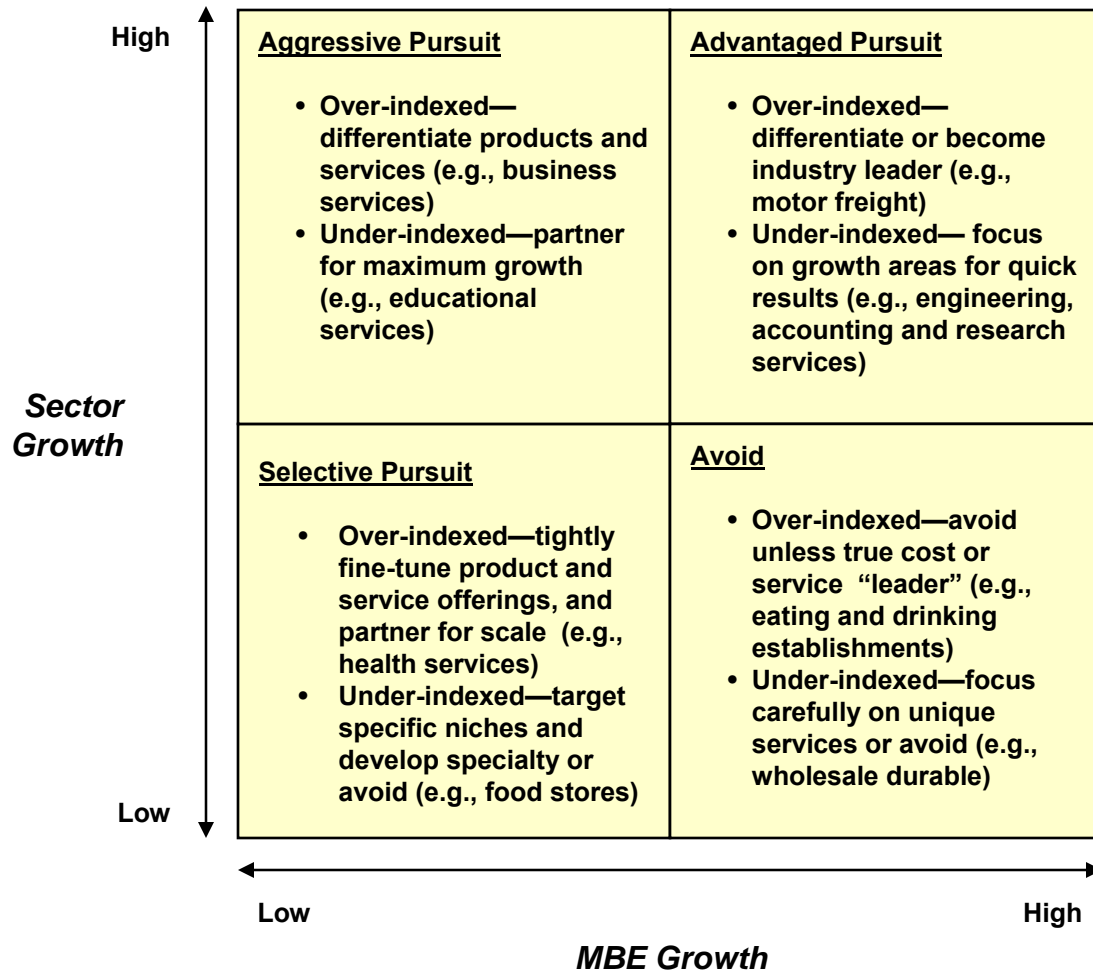 High
Aggressive Pursuit
• Over-indexed—
differentiate products and
services (e.g., business
services)
• Under-indexed—partner
for maximum growth
(e.g., educational
services)
Advantaged Pursuit
• Over-indexed—
differentiate or become
industry leader (e.g.,
motor freight)
• Under-indexed— focus
on growth areas for quick
results (e.g., engineering,
accounting and research
services)
Sector
Growth
Selective Pursuit
• Over-indexed—tightly
fine-tune product and
service offerings, and
partner for scale (e.g.,
health services)
• Under-indexed—target
specific niches and
develop specialty or
avoid (e.g., food stores)
Avoid
• Over-indexed—avoid
unless true cost or
service “leader” (e.g.,
eating and drinking
establishments)
• Under-indexed—focus
carefully on unique
services or avoid (e.g.,
wholesale durable)
Low
Low
High
MBE Growth